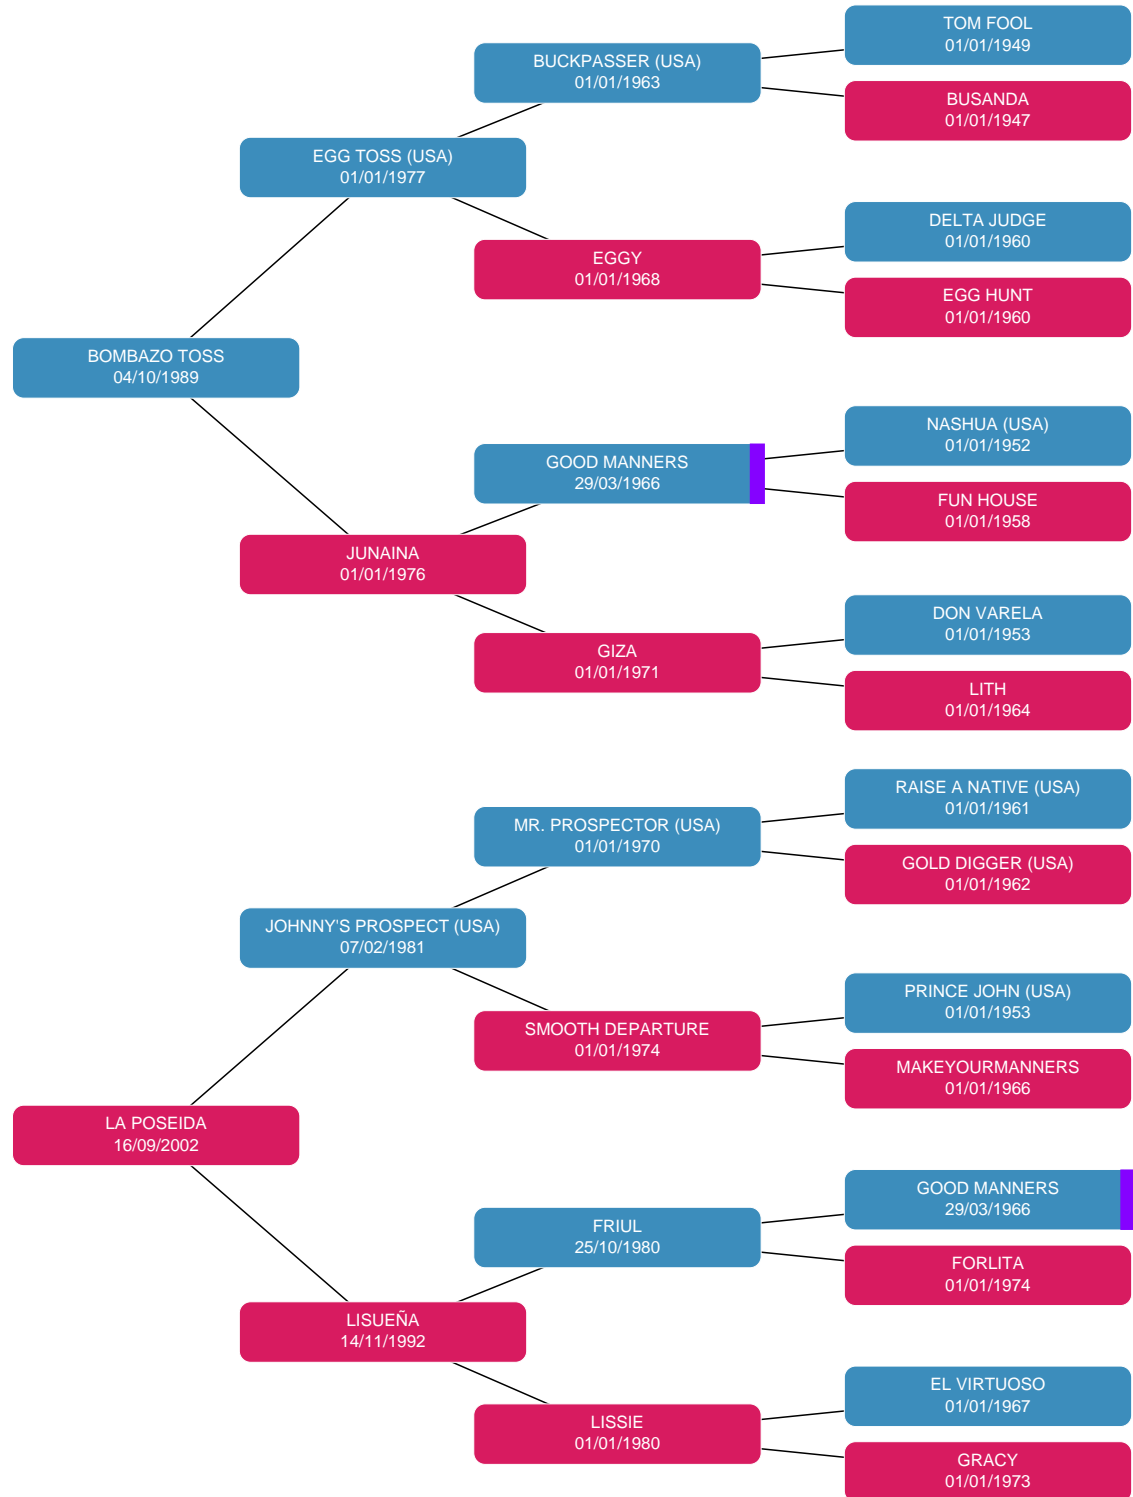 TOM FOOL
01/01/1949
BUCKPASSER (USA)
01/01/1963
BUSANDA
01/01/1947
EGG TOSS (USA)
01/01/1977
DELTA JUDGE
01/01/1960
EGGY
01/01/1968
EGG HUNT
01/01/1960
BOMBAZO TOSS
04/10/1989
NASHUA (USA)
01/01/1952
GOOD MANNERS
29/03/1966
FUN HOUSE
01/01/1958
JUNAINA
01/01/1976
DON VARELA
01/01/1953
GIZA
01/01/1971
LITH
01/01/1964
RAISE A NATIVE (USA)
01/01/1961
MR. PROSPECTOR (USA)
01/01/1970
GOLD DIGGER (USA)
01/01/1962
JOHNNY'S PROSPECT (USA)
07/02/1981
PRINCE JOHN (USA)
01/01/1953
SMOOTH DEPARTURE
01/01/1974
MAKEYOURMANNERS
01/01/1966
LA POSEIDA
16/09/2002
GOOD MANNERS
29/03/1966
FRIUL
25/10/1980
FORLITA
01/01/1974
LISUEÑA
14/11/1992
EL VIRTUOSO
01/01/1967
LISSIE
01/01/1980
GRACY
01/01/1973